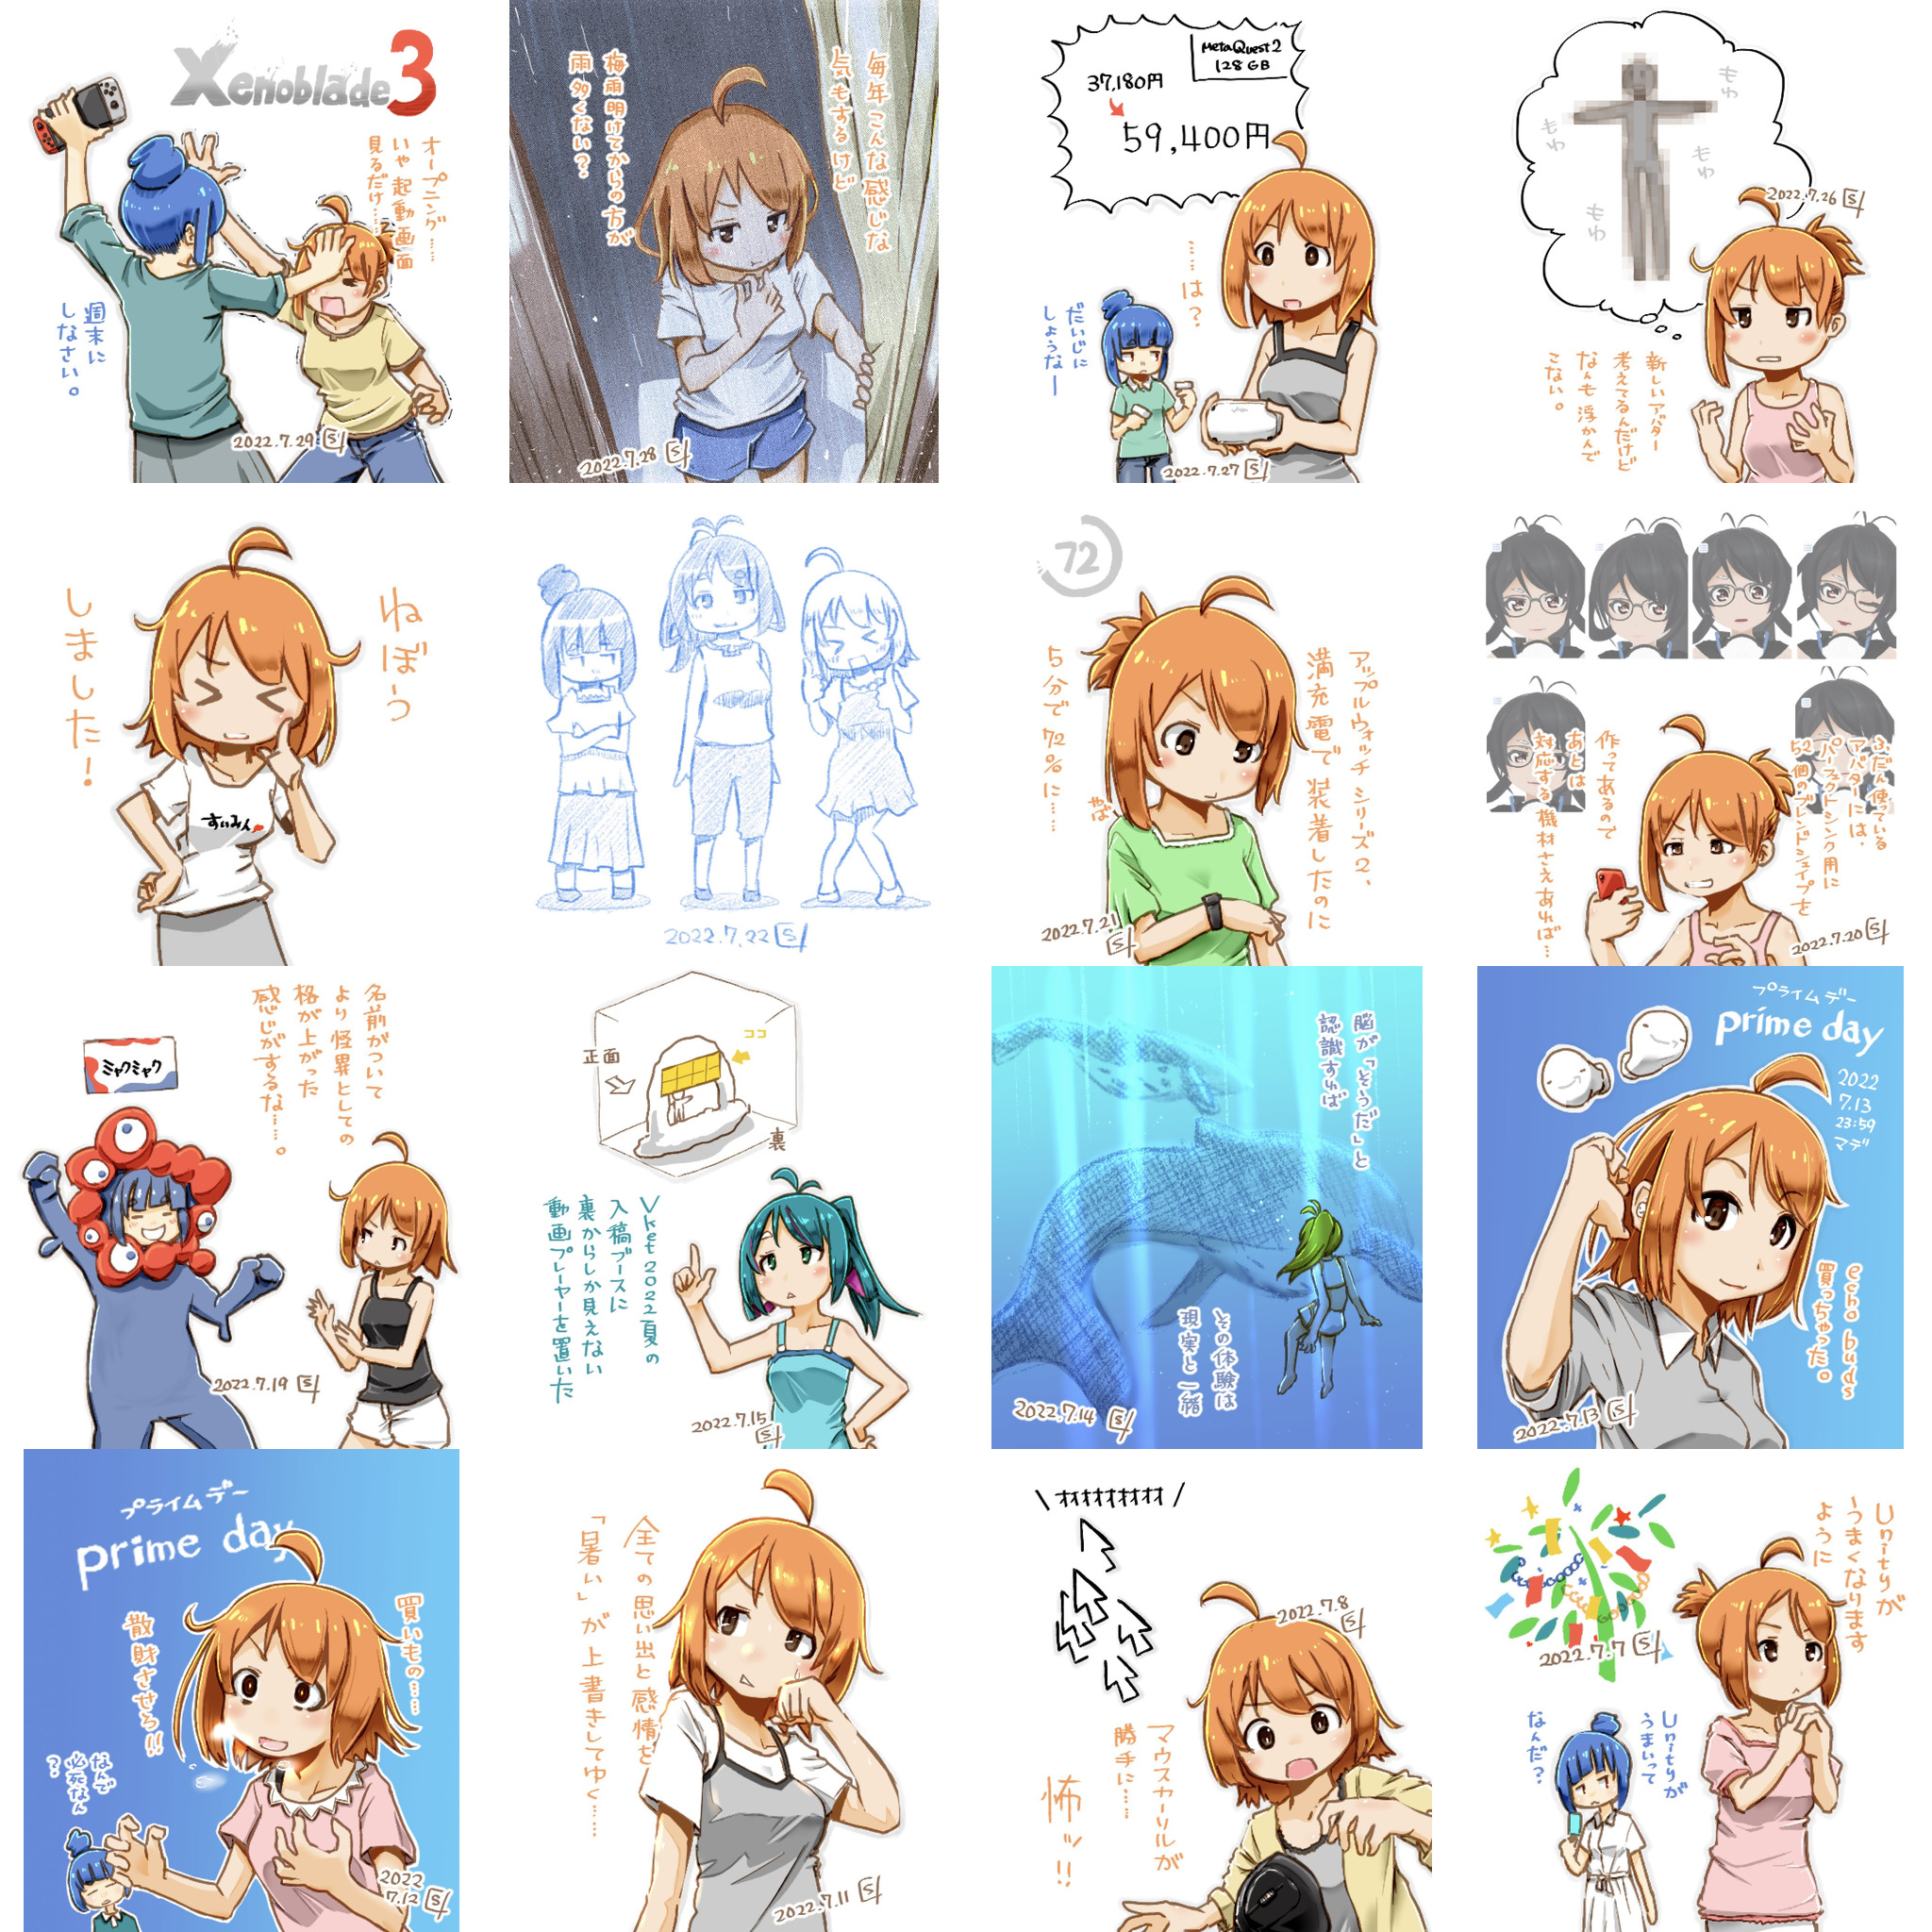 Xenoblade3
オープニング……
いや起動画面
見るだけ……
週末に
しなさい。
2022.7.29
毎年こんな感じな
気もするけど
梅雨明けてからの方が
雨多くない？
2022.7.28
Meta Quest 2
128GB
37,180円
59,400円
……は？
だいじに
しょうなー
2022.7.27
もわ
もわ
もわ
もわ
2022.7.26
新しいアバター
考えてるんだけど
なんも浮かんで
こない。
ねぼう
しました！
すいみん
2022.7.22
72
アップルウォッチ シリーズ2、
満充電で装着したのに
5分で72％に……
やば
2022.7.21
ふだん使っている
アバターには、
パーフェクトシンク用に
52個のブレンドシェイプを
作ってあるので
あとは
対応する機材さえあれば…
2022.7.20
名前がついて
より怪異としての
格が上がった
感じがするな……。
ミャクミャク
2022.7.19
正面
ココ
裏
Vket2022夏の
入稿ブースに
裏からしか見えない
動画プレーヤーを置いた
2022.7.15
脳が「そうだ」と
認識すれば
その体験は
現実と一緒
2022.7.14
プライムデー
prime day
2022
7.13
23:59
マデ
echo buds
買っちゃった。
2022.7.13
プライムデー
prime day
買いもの……
散財させろ!!
なんで
必死なん
？
2022
7.12
全ての思い出と感情を
「暑い」が上書きしてゆく……
2022.7.11
\オオオオオオオオ/
2022.7.8
マウスカーソルが
勝手に……
怖ッ!!
Unityが
うまくなります
ように
2022.7.7
Unityが
うまいって
なんだ？